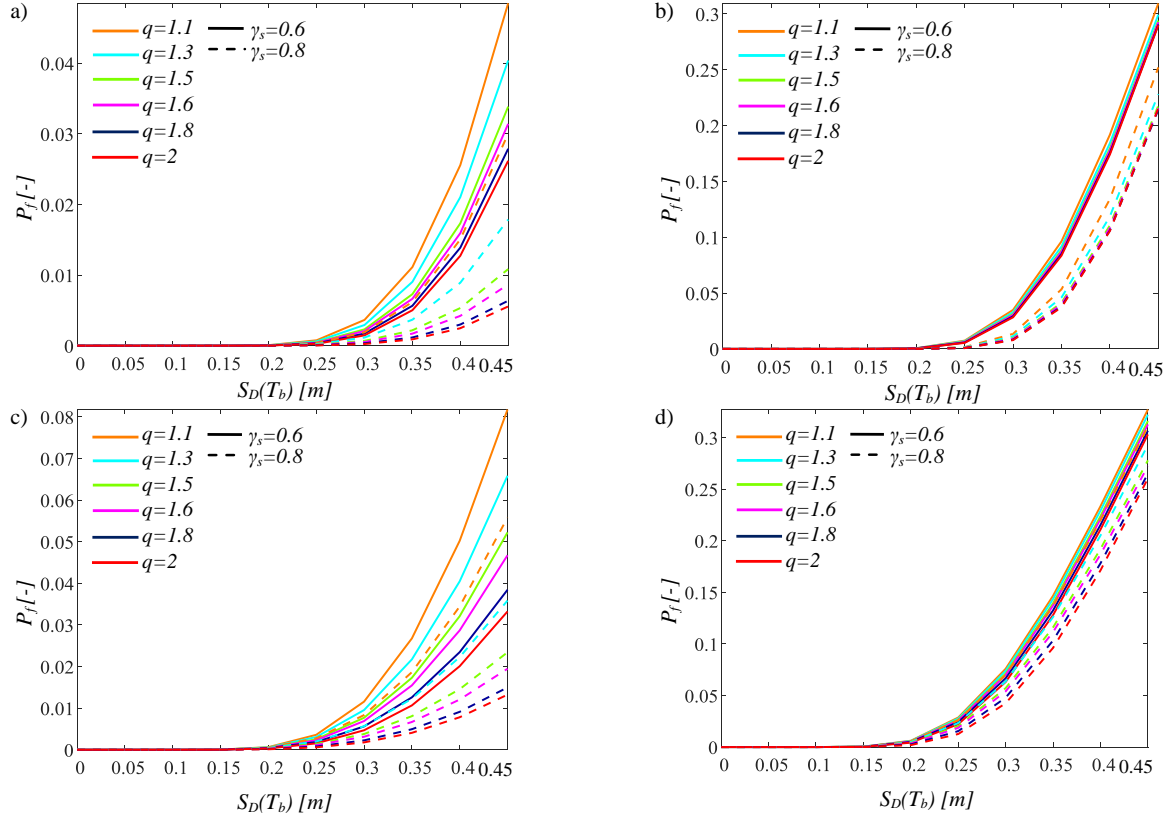 a)
q=1.1 γs=0.6
q=1.3 γs=0.8
q=1.5
q=1.6
q=1.8
q=2
0.04
0.03
0.02
0.01
0
Pf [-]
0 0.05 0.1 0.15 0.2 0.25 0.3 0.35 0.4 0.45
SD(Tb) [m]
b)
q=1.1 γs=0.6
q=1.3 γs=0.8
q=1.5
q=1.6
q=1.8
q=2
0.3
0.25
0.2
0.15
0.1
0.05
0
Pf [-]
0 0.05 0.1 0.15 0.2 0.25 0.3 0.35 0.4 0.45
SD(Tb) [m]
c)
q=1.1 γs=0.6
q=1.3 γs=0.8
q=1.5
q=1.6
q=1.8
q=2
0.08
0.07
0.06
0.05
0.04
0.03
0.02
0.01
0
Pf [-]
0 0.05 0.1 0.15 0.2 0.25 0.3 0.35 0.4 0.45
SD(Tb) [m]
d)
q=1.1 γs=0.6
q=1.3 γs=0.8
q=1.5
q=1.6
q=1.8
q=2
0.3
0.25
0.2
0.15
0.1
0.05
0
Pf [-]
0 0.05 0.1 0.15 0.2 0.25 0.3 0.35 0.4 0.45
SD(Tb) [m]